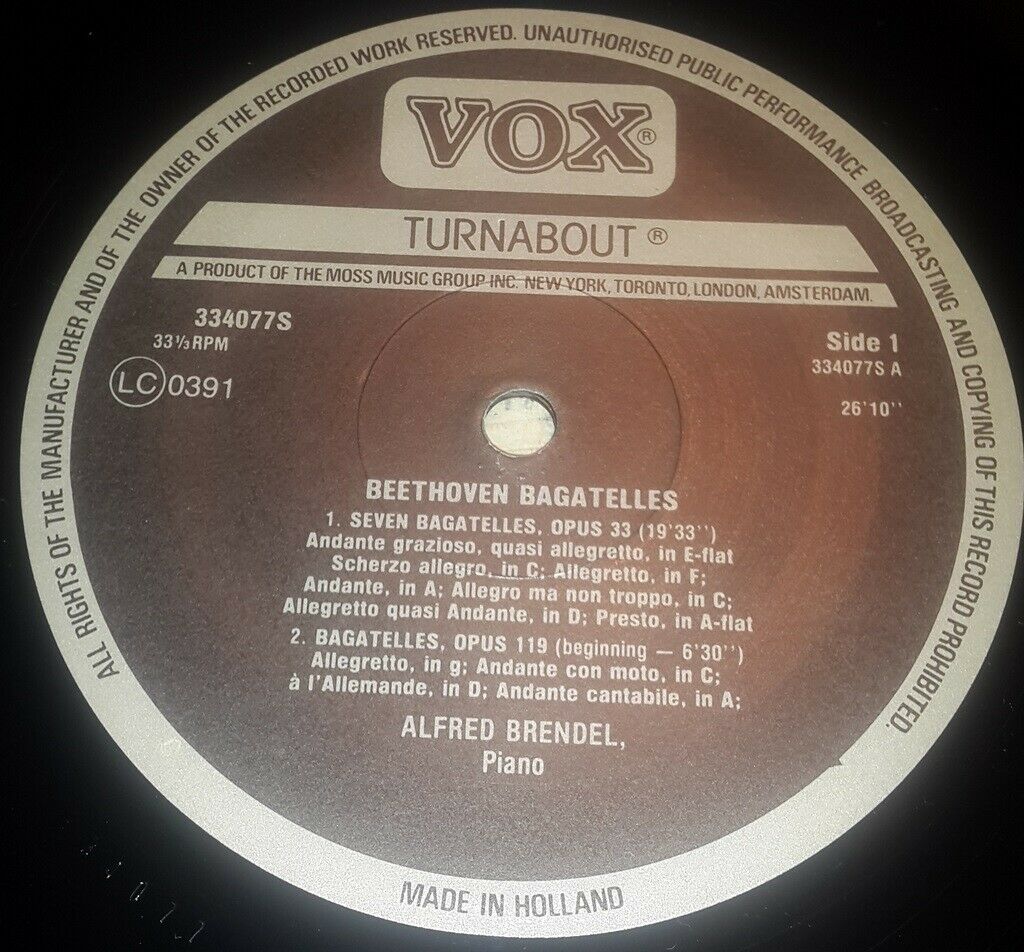 ALL RIGHTS OF THE MANUFACTURER AND OF THE OWNER OF THE RECORDED WORK RESERVED. UNAUTHORISED PUBLIC PERFORMANCE BROADCASTING AND COPYING OF THIS RECORD PROHIBITED.
VOX®
TURNABOUT ®
A PRODUCT OF THE MOSS MUSIC GROUP INC. NEW YORK, TORONTO, LONDON, AMSTERDAM.
334077S
33⅓ RPM
LC 0391
Side 1
334077S A
26'10''
BEETHOVEN BAGATELLES
1. SEVEN BAGATELLES, OPUS 33 (19'33'')
Andante grazioso, quasi allegretto, in E-flat
Scherzo allegro, in C; Allegretto, in F;
Andante, in A; Allegro ma non troppo, in C;
Allegretto quasi Andante, in D; Presto, in A-flat
2. BAGATELLES, OPUS 119 (beginning — 6'30'')
Allegretto, in g; Andante con moto, in C;
à l'Allemande, in D; Andante cantabile, in A;
ALFRED BRENDEL,
Piano
MADE IN HOLLAND